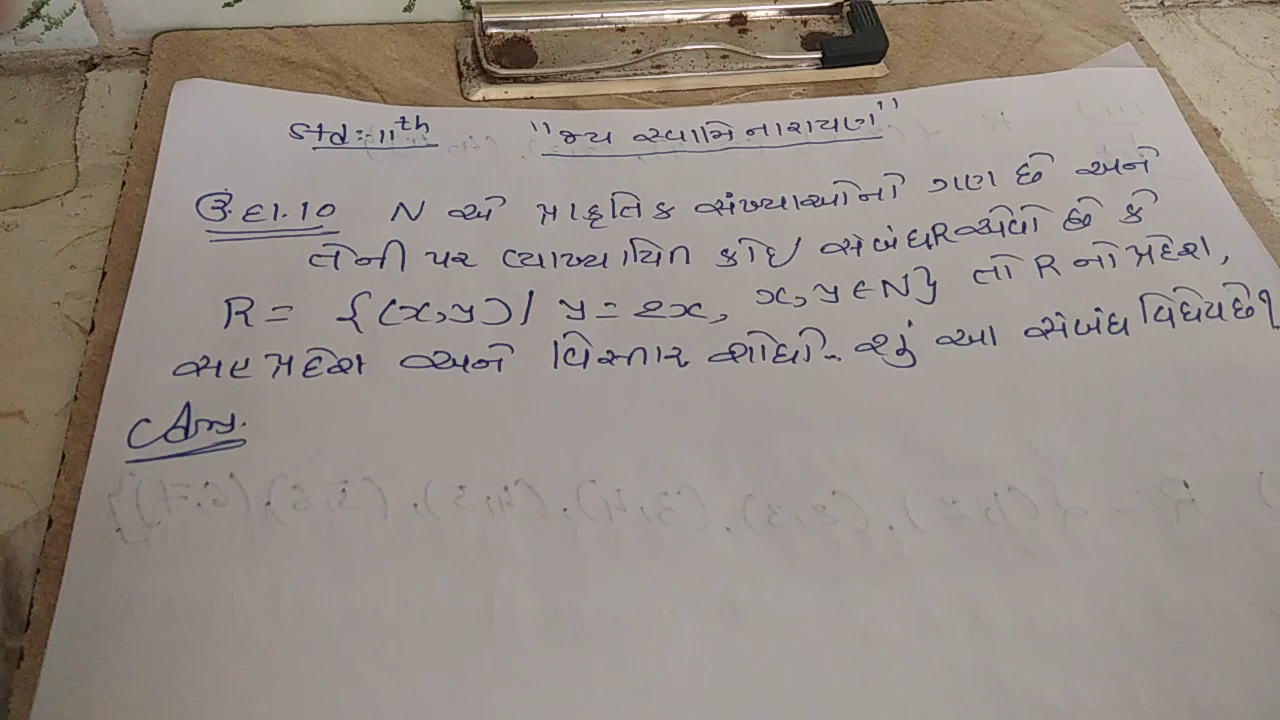 Std:-11th "જય સ્વામિનારાયણ"
ઉ.દા.10 N એ પ્રાકૃતિક સંખ્યાઓનો ગણ છે અને
તેની પર વ્યાખ્યાયિત કોઈ સંબંધ R એવો છે કે
R = {(x,y) / y = 2x, x,y ∈ N} તો R નો પ્રદેશ,
સહપ્રદેશ અને વિસ્તાર શોધો. શું આ સંબંધ વિધેય છે?
Ans.